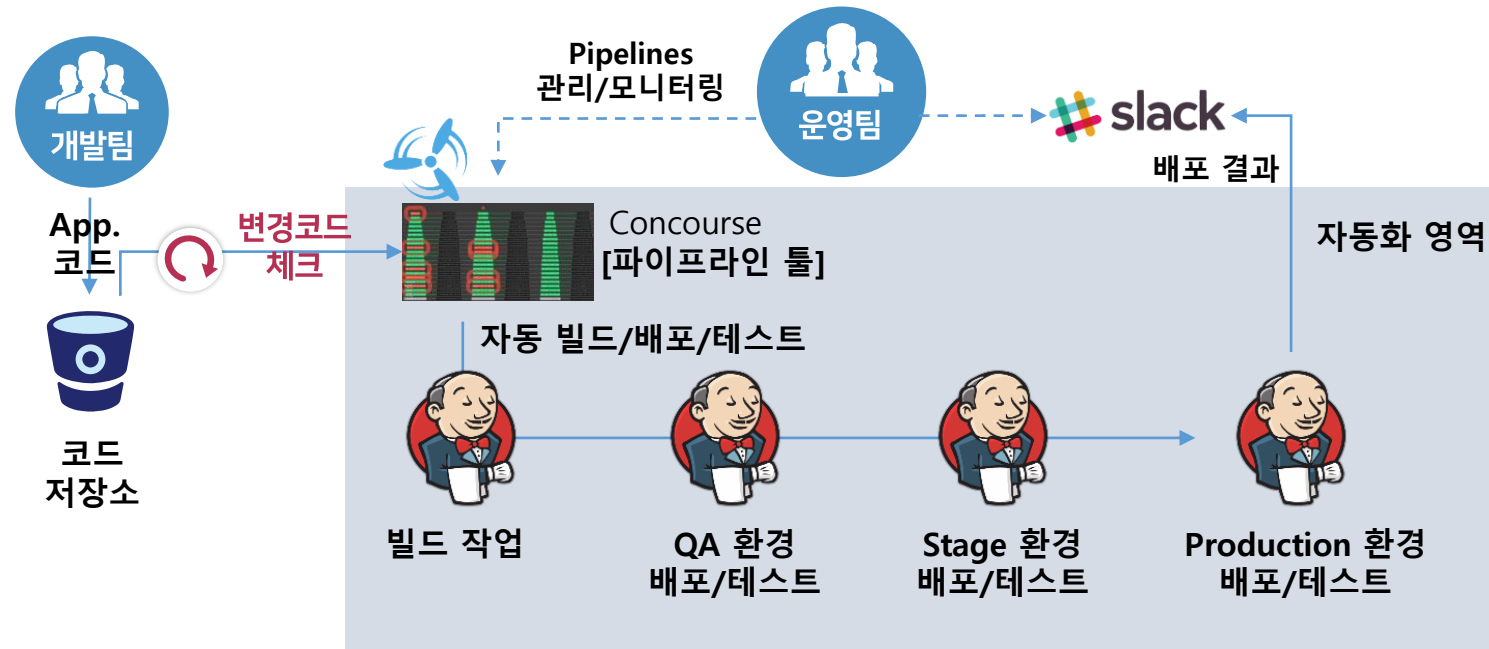 개발팀
App.
코드
변경코드
체크
코드
저장소
Pipelines
관리/모니터링
운영팀
slack
배포 결과
자동화 영역
Concourse
[파이프라인 툴]
자동 빌드/배포/테스트
빌드 작업
QA 환경
배포/테스트
Stage 환경
배포/테스트
Production 환경
배포/테스트